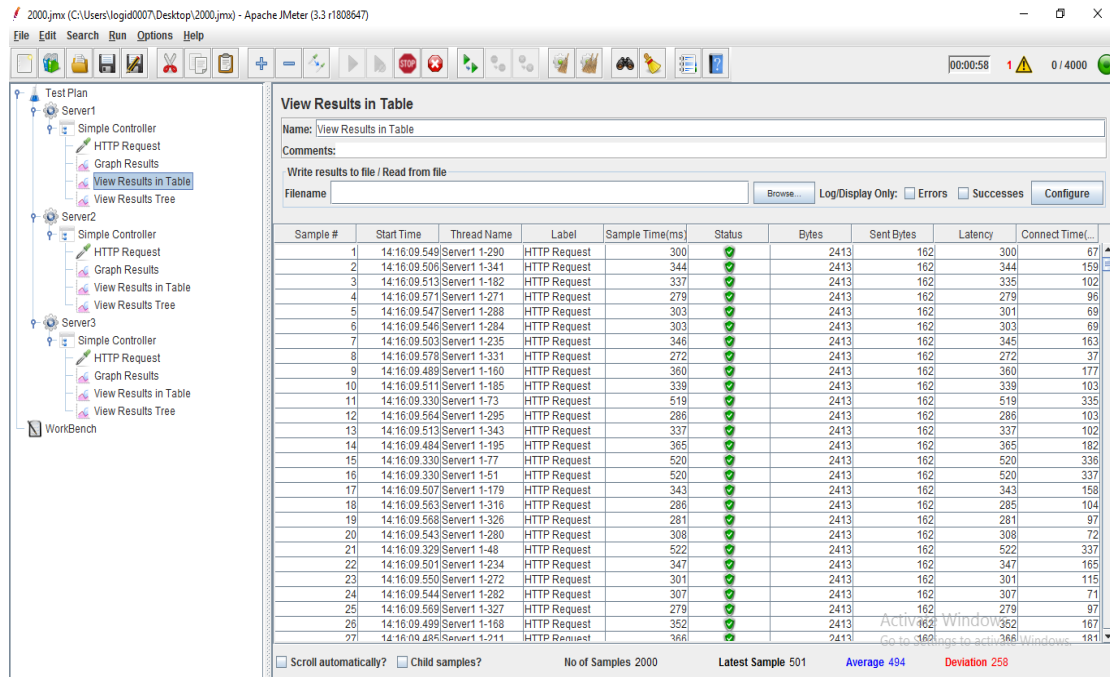 2000.jmx (C:\Users\logid0007\Desktop\2000.jmx) - Apache JMeter (3.3 r1808647)
File Edit Search Run Options Help
STOP 00:00:58 1 0 / 4000
Test Plan
Server1
Simple Controller
HTTP Request
Graph Results
View Results in Table
View Results Tree
Server2
Simple Controller
HTTP Request
Graph Results
View Results in Table
View Results Tree
Server3
Simple Controller
HTTP Request
Graph Results
View Results in Table
View Results Tree
WorkBench
View Results in Table
Name: View Results in Table
Comments:
Write results to file / Read from file
Filename Browse... Log/Display Only: Errors Successes Configure
Sample # Start Time Thread Name Label Sample Time(ms) Status Bytes Sent Bytes Latency Connect Time(...
1 14:16:09.549 Server1 1-290 HTTP Request 300 2413 162 300 67
2 14:16:09.506 Server1 1-341 HTTP Request 344 2413 162 344 159
3 14:16:09.513 Server1 1-182 HTTP Request 337 2413 162 335 102
4 14:16:09.571 Server1 1-271 HTTP Request 279 2413 162 279 96
5 14:16:09.547 Server1 1-288 HTTP Request 303 2413 162 301 69
6 14:16:09.546 Server1 1-284 HTTP Request 303 2413 162 303 69
7 14:16:09.503 Server1 1-235 HTTP Request 346 2413 162 345 163
8 14:16:09.578 Server1 1-331 HTTP Request 272 2413 162 272 37
9 14:16:09.489 Server1 1-160 HTTP Request 360 2413 162 360 177
10 14:16:09.511 Server1 1-185 HTTP Request 339 2413 162 339 103
11 14:16:09.330 Server1 1-73 HTTP Request 519 2413 162 519 335
12 14:16:09.564 Server1 1-295 HTTP Request 286 2413 162 286 103
13 14:16:09.513 Server1 1-343 HTTP Request 337 2413 162 337 102
14 14:16:09.484 Server1 1-195 HTTP Request 365 2413 162 365 182
15 14:16:09.330 Server1 1-77 HTTP Request 520 2413 162 520 336
16 14:16:09.330 Server1 1-51 HTTP Request 520 2413 162 520 337
17 14:16:09.507 Server1 1-179 HTTP Request 343 2413 162 343 158
18 14:16:09.563 Server1 1-316 HTTP Request 286 2413 162 285 104
19 14:16:09.568 Server1 1-326 HTTP Request 281 2413 162 281 97
20 14:16:09.543 Server1 1-280 HTTP Request 308 2413 162 308 72
21 14:16:09.329 Server1 1-48 HTTP Request 522 2413 162 522 337
22 14:16:09.501 Server1 1-234 HTTP Request 347 2413 162 347 165
23 14:16:09.550 Server1 1-272 HTTP Request 301 2413 162 301 115
24 14:16:09.544 Server1 1-282 HTTP Request 307 2413 162 307 71
25 14:16:09.569 Server1 1-327 HTTP Request 279 2413 162 279 97
26 14:16:09.499 Server1 1-168 HTTP Request 352 2413 162 352 167
27 14:16:09.485 Server1 1-211 HTTP Request 366 2413 162 366 181
Activate Windows
Go to Settings to activate Windows.
Scroll automatically? Child samples? No of Samples 2000 Latest Sample 501 Average 494 Deviation 258